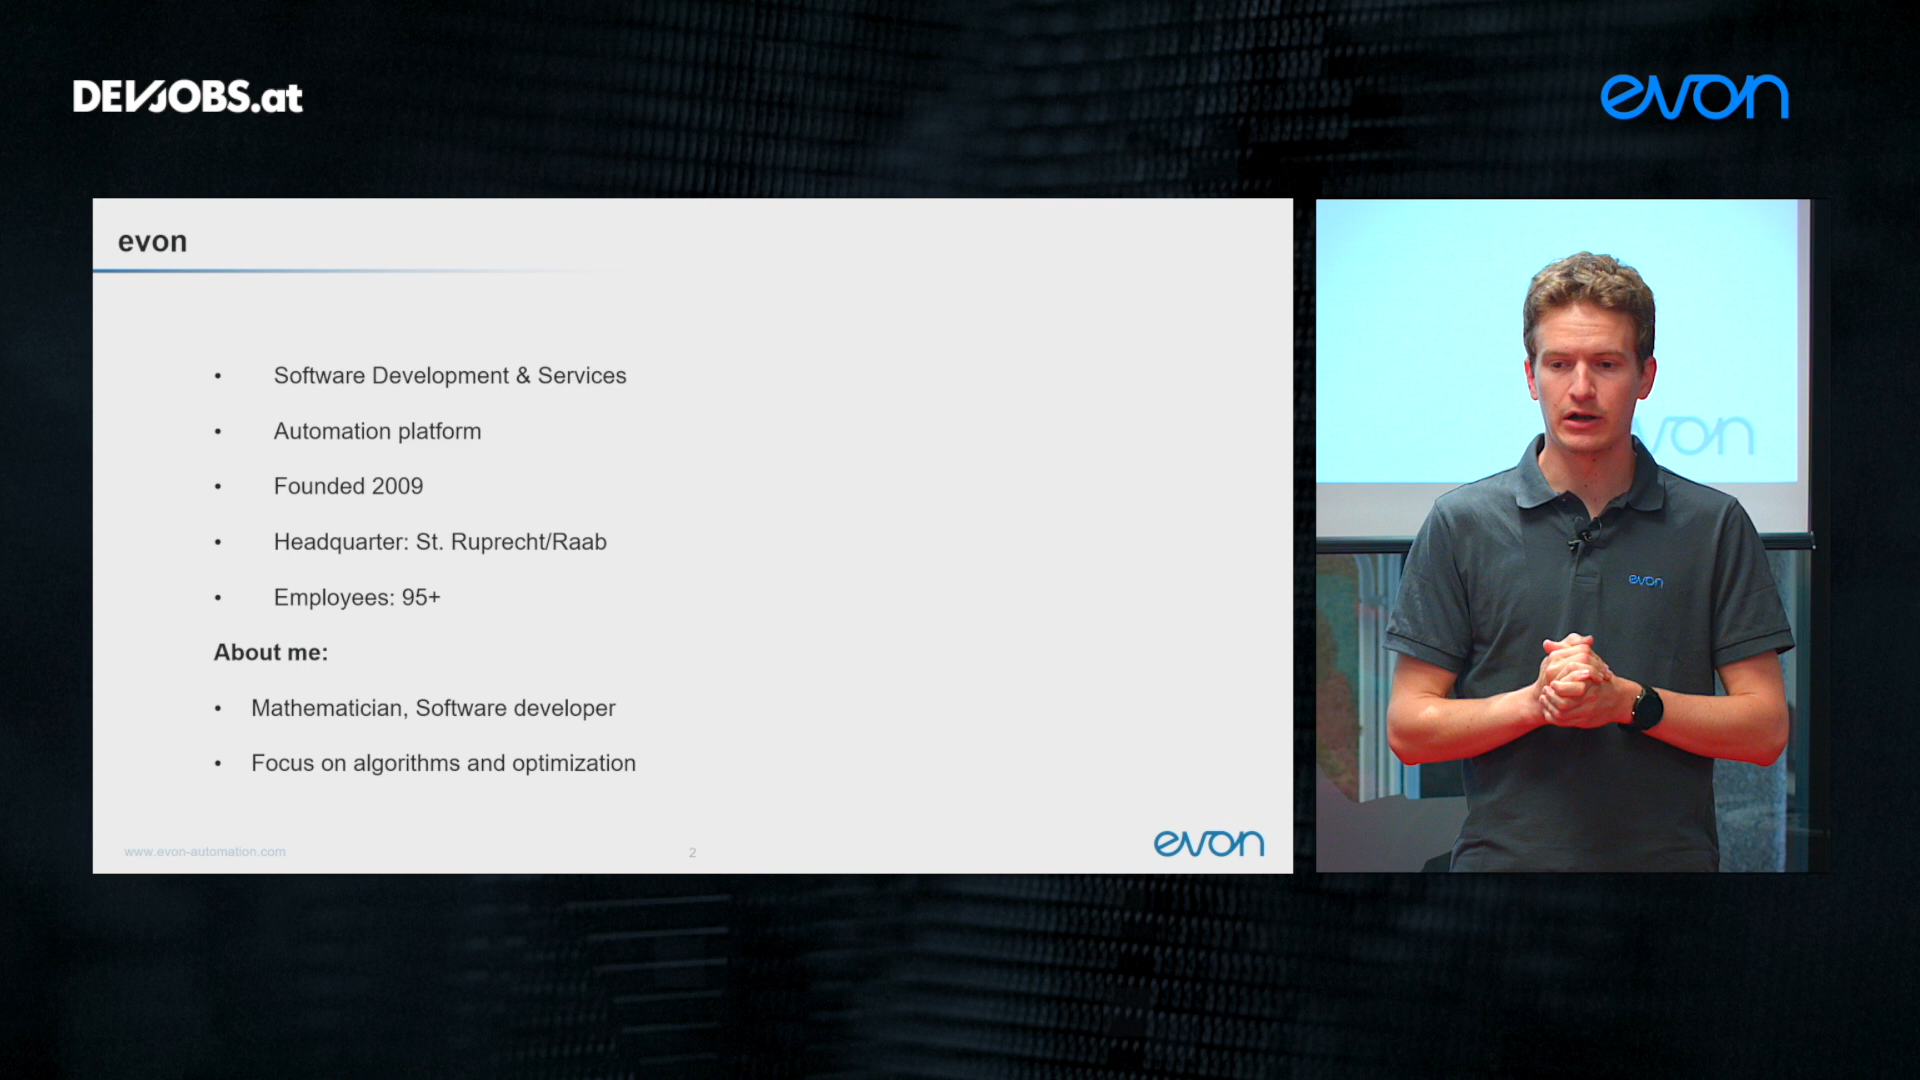 DEVJOBS.at
evon
evon
• Software Development & Services
• Automation platform
• Founded 2009
• Headquarter: St. Ruprecht/Raab
• Employees: 95+
About me:
• Mathematician, Software developer
• Focus on algorithms and optimization
www.evon-automation.com
2
evon
von
evon